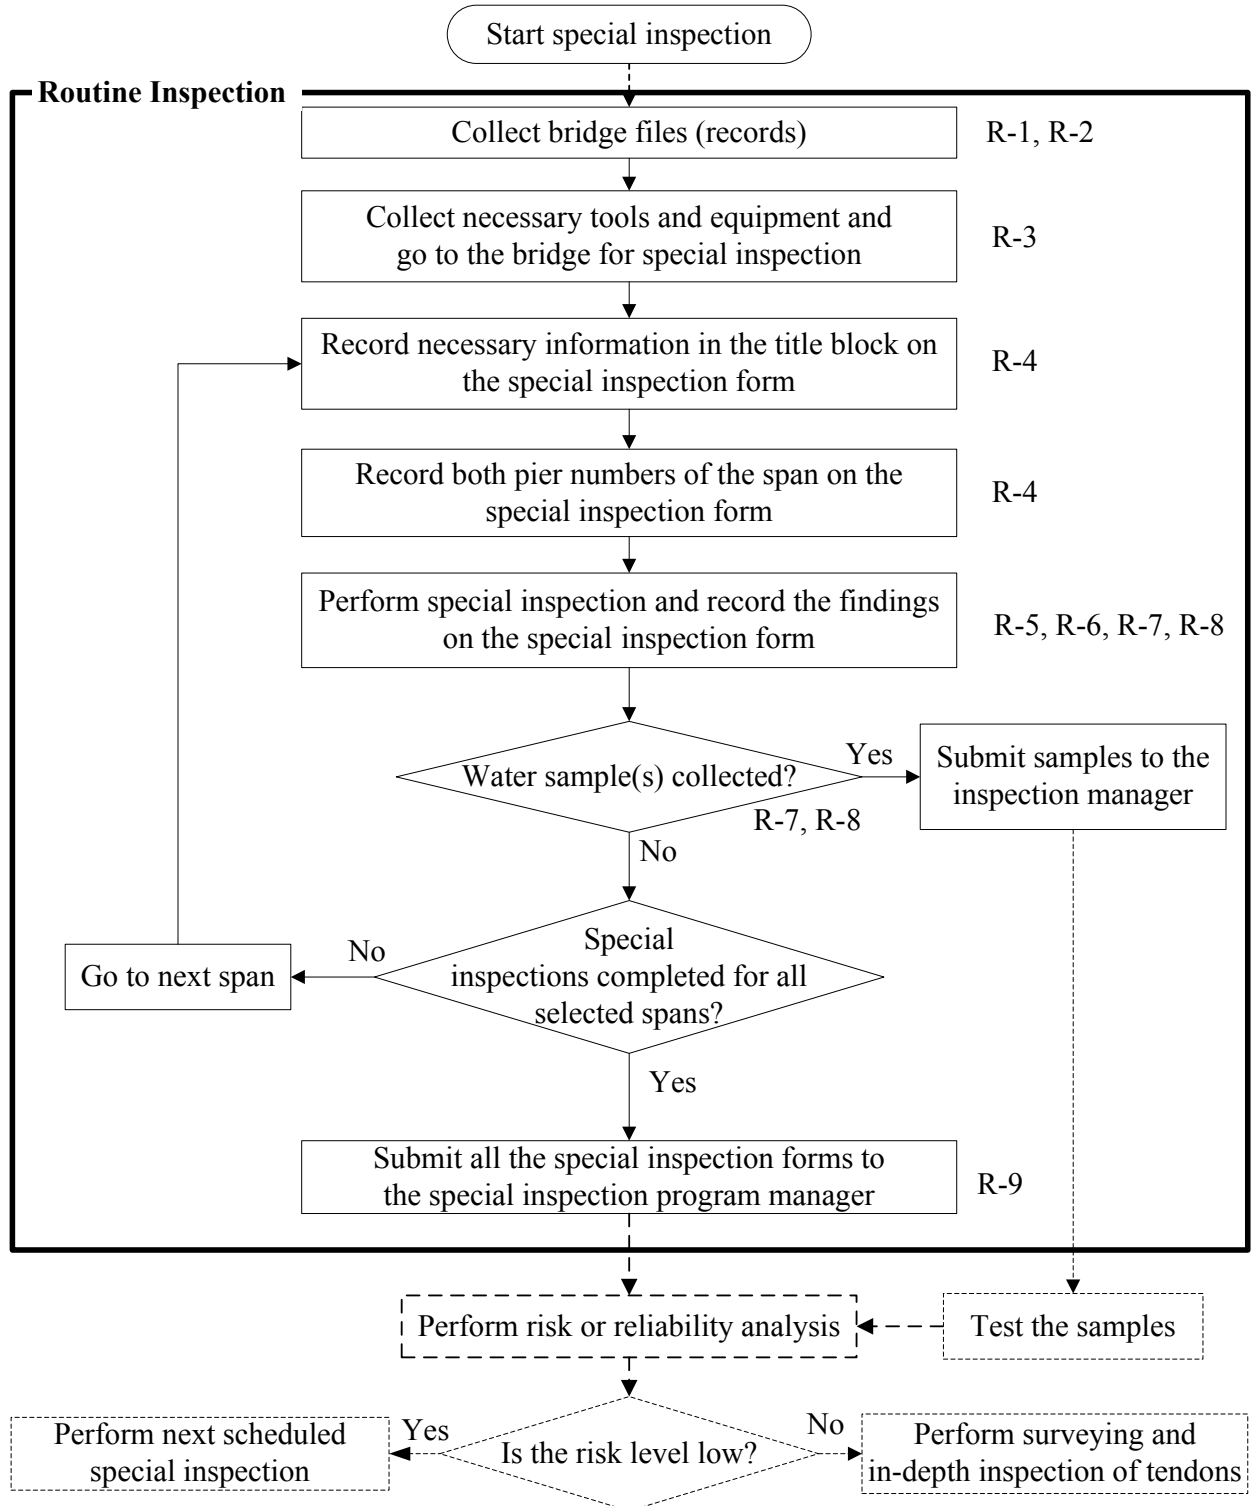 Start special inspection
Routine Inspection
Collect bridge files (records)
R-1, R-2
Collect necessary tools and equipment and
go to the bridge for special inspection
R-3
Record necessary information in the title block on
the special inspection form
R-4
Record both pier numbers of the span on the
special inspection form
R-4
Perform special inspection and record the findings
on the special inspection form
R-5, R-6, R-7, R-8
Water sample(s) collected?
R-7, R-8
Yes
Submit samples to the
inspection manager
No
Special
inspections completed for all
selected spans?
No
Go to next span
Yes
Submit all the special inspection forms to
the special inspection program manager
R-9
Perform risk or reliability analysis
Test the samples
Is the risk level low?
Yes
Perform next scheduled
special inspection
No
Perform surveying and
in-depth inspection of tendons